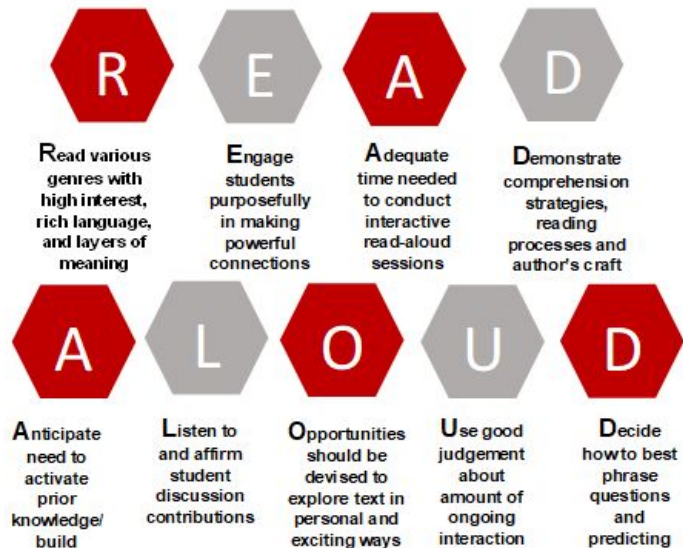 R E A D
Read various
genres with
high interest,
rich language,
and layers of
meaning
Engage
students
purposefully
in making
powerful
connections
Adequate
time needed
to conduct
interactive
read-aloud
sessions
Demonstrate
comprehension
strategies,
reading
processes and
author's craft
A L O U D
Anticipate
need to
activate
prior
knowledge/
build
Listen to
and affirm
student
discussion
contributions
Opportunities
should be
devised to
explore text in
personal and
exciting ways
Use good
judgement
about
amount of
ongoing
interaction
Decide
how to best
phrase
questions
and
predicting